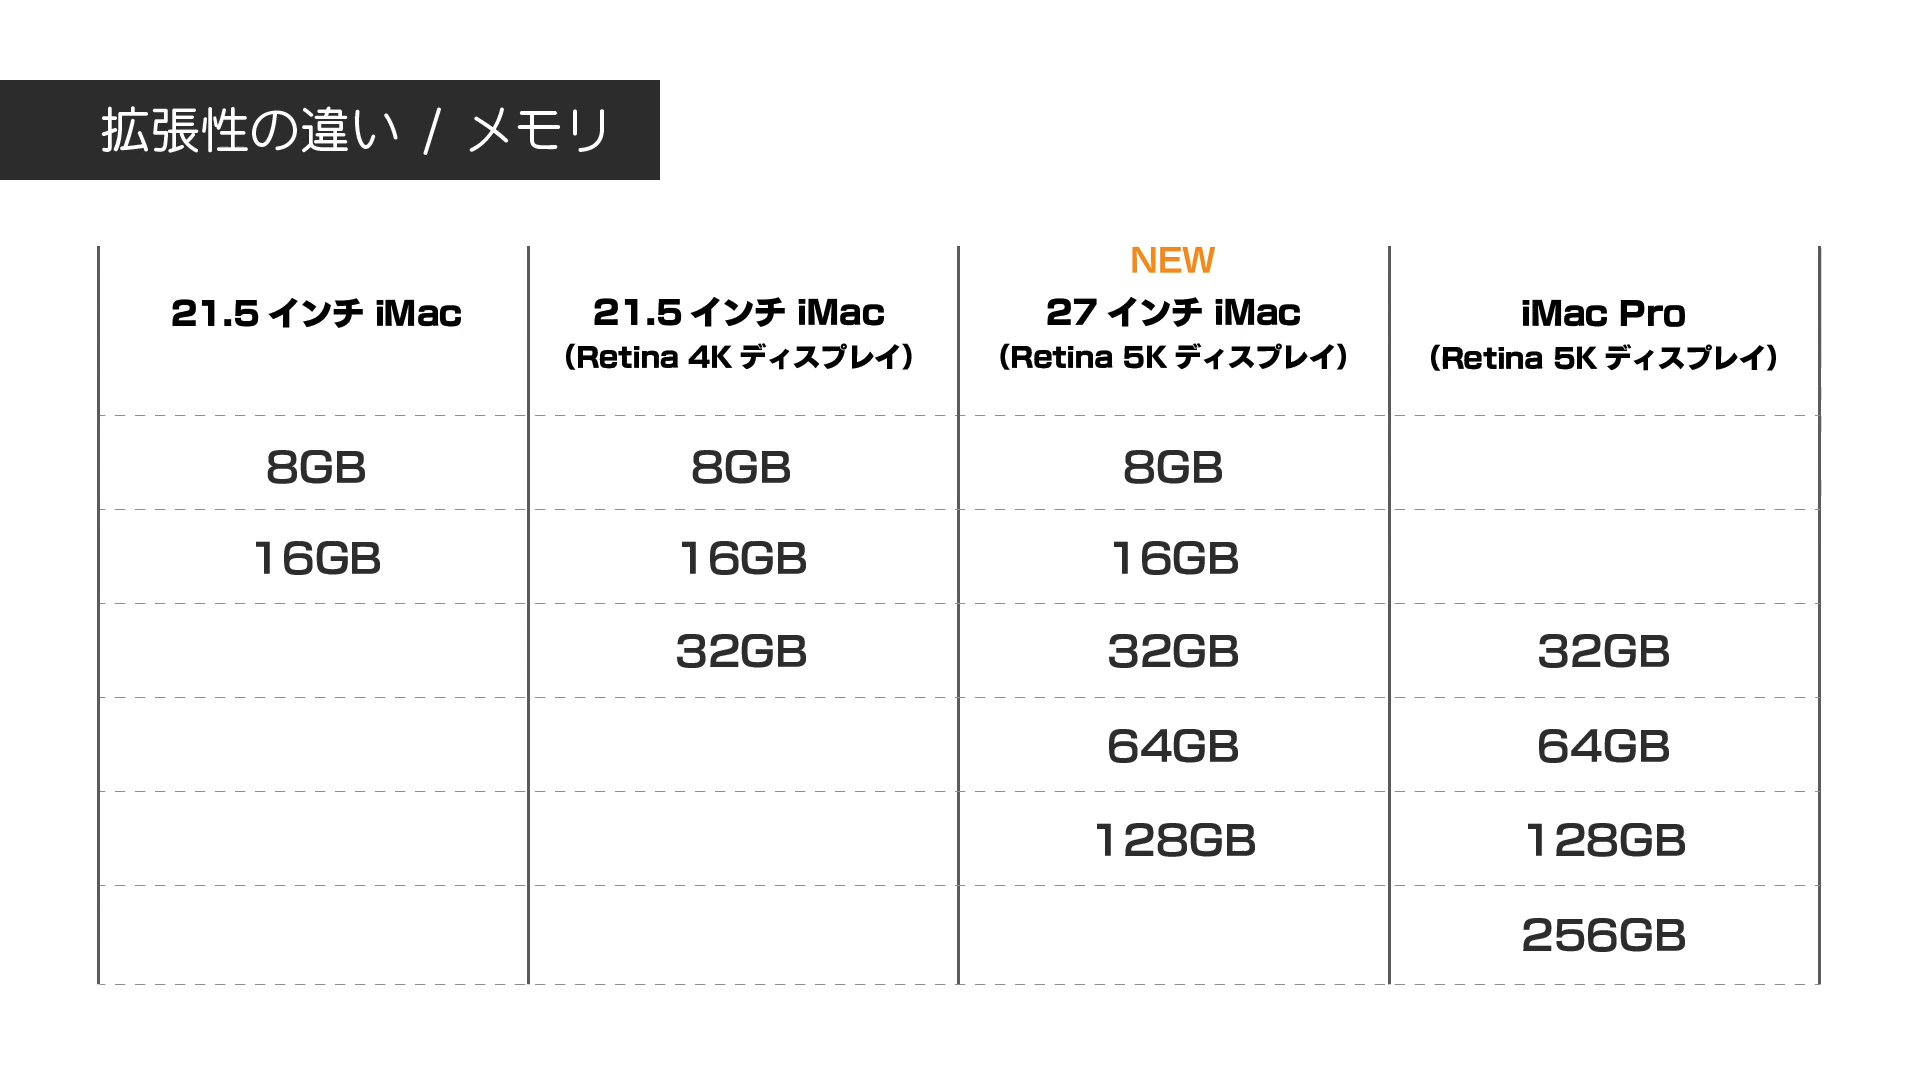 拡張性の違い / メモリ
NEW
21.5 インチ iMac
21.5 インチ iMac
(Retina 4K ディスプレイ)
27 インチ iMac
(Retina 5K ディスプレイ)
iMac Pro
(Retina 5K ディスプレイ)
8GB 8GB 8GB
16GB 16GB 16GB
32GB 32GB 32GB
64GB 64GB
128GB 128GB
256GB